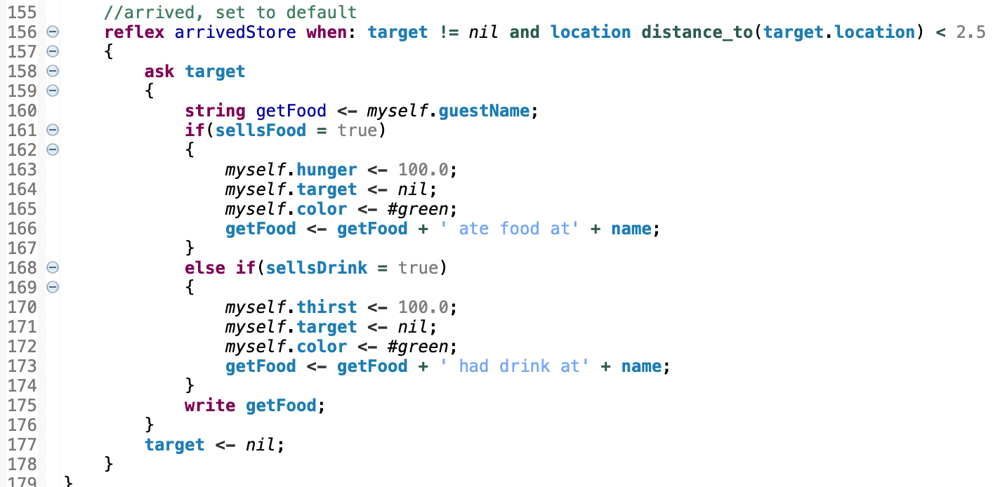 155 //arrived, set to default
156 reflex arrivedStore when: target != nil and location distance_to(target.location) < 2.5
157 {
158 ask target
159 {
160 string getFood <- myself.guestName;
161 if(sellsFood = true)
162 {
163 myself.hunger <- 100.0;
164 myself.target <- nil;
165 myself.color <- #green;
166 getFood <- getFood + ' ate food at' + name;
167 }
168 else if(sellsDrink = true)
169 {
170 myself.thirst <- 100.0;
171 myself.target <- nil;
172 myself.color <- #green;
173 getFood <- getFood + ' had drink at' + name;
174 }
175 write getFood;
176 }
177 target <- nil;
178 }
179 }